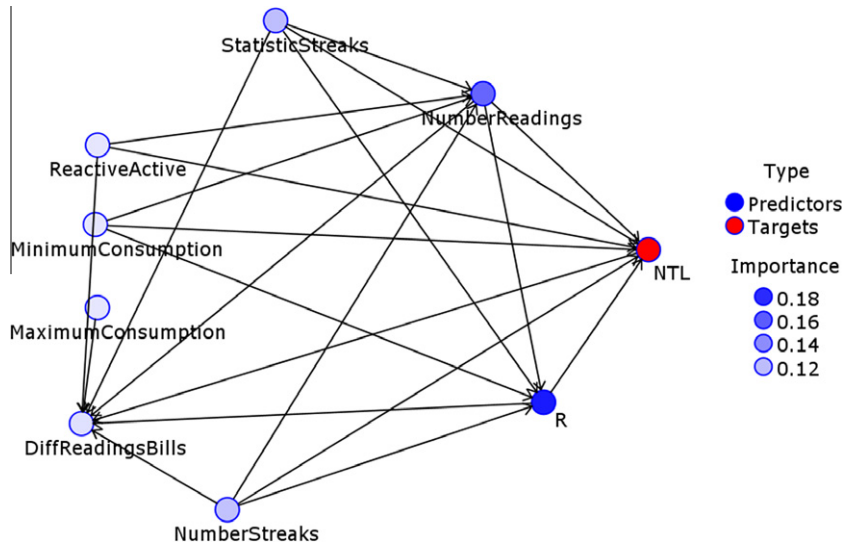 StatisticStreaks
NumberReadings
ReactiveActive
MinimumConsumption
MaximumConsumption
DiffReadingsBills
NumberStreaks
R
NTL
Type
Predictors
Targets
Importance
0.18
0.16
0.14
0.12